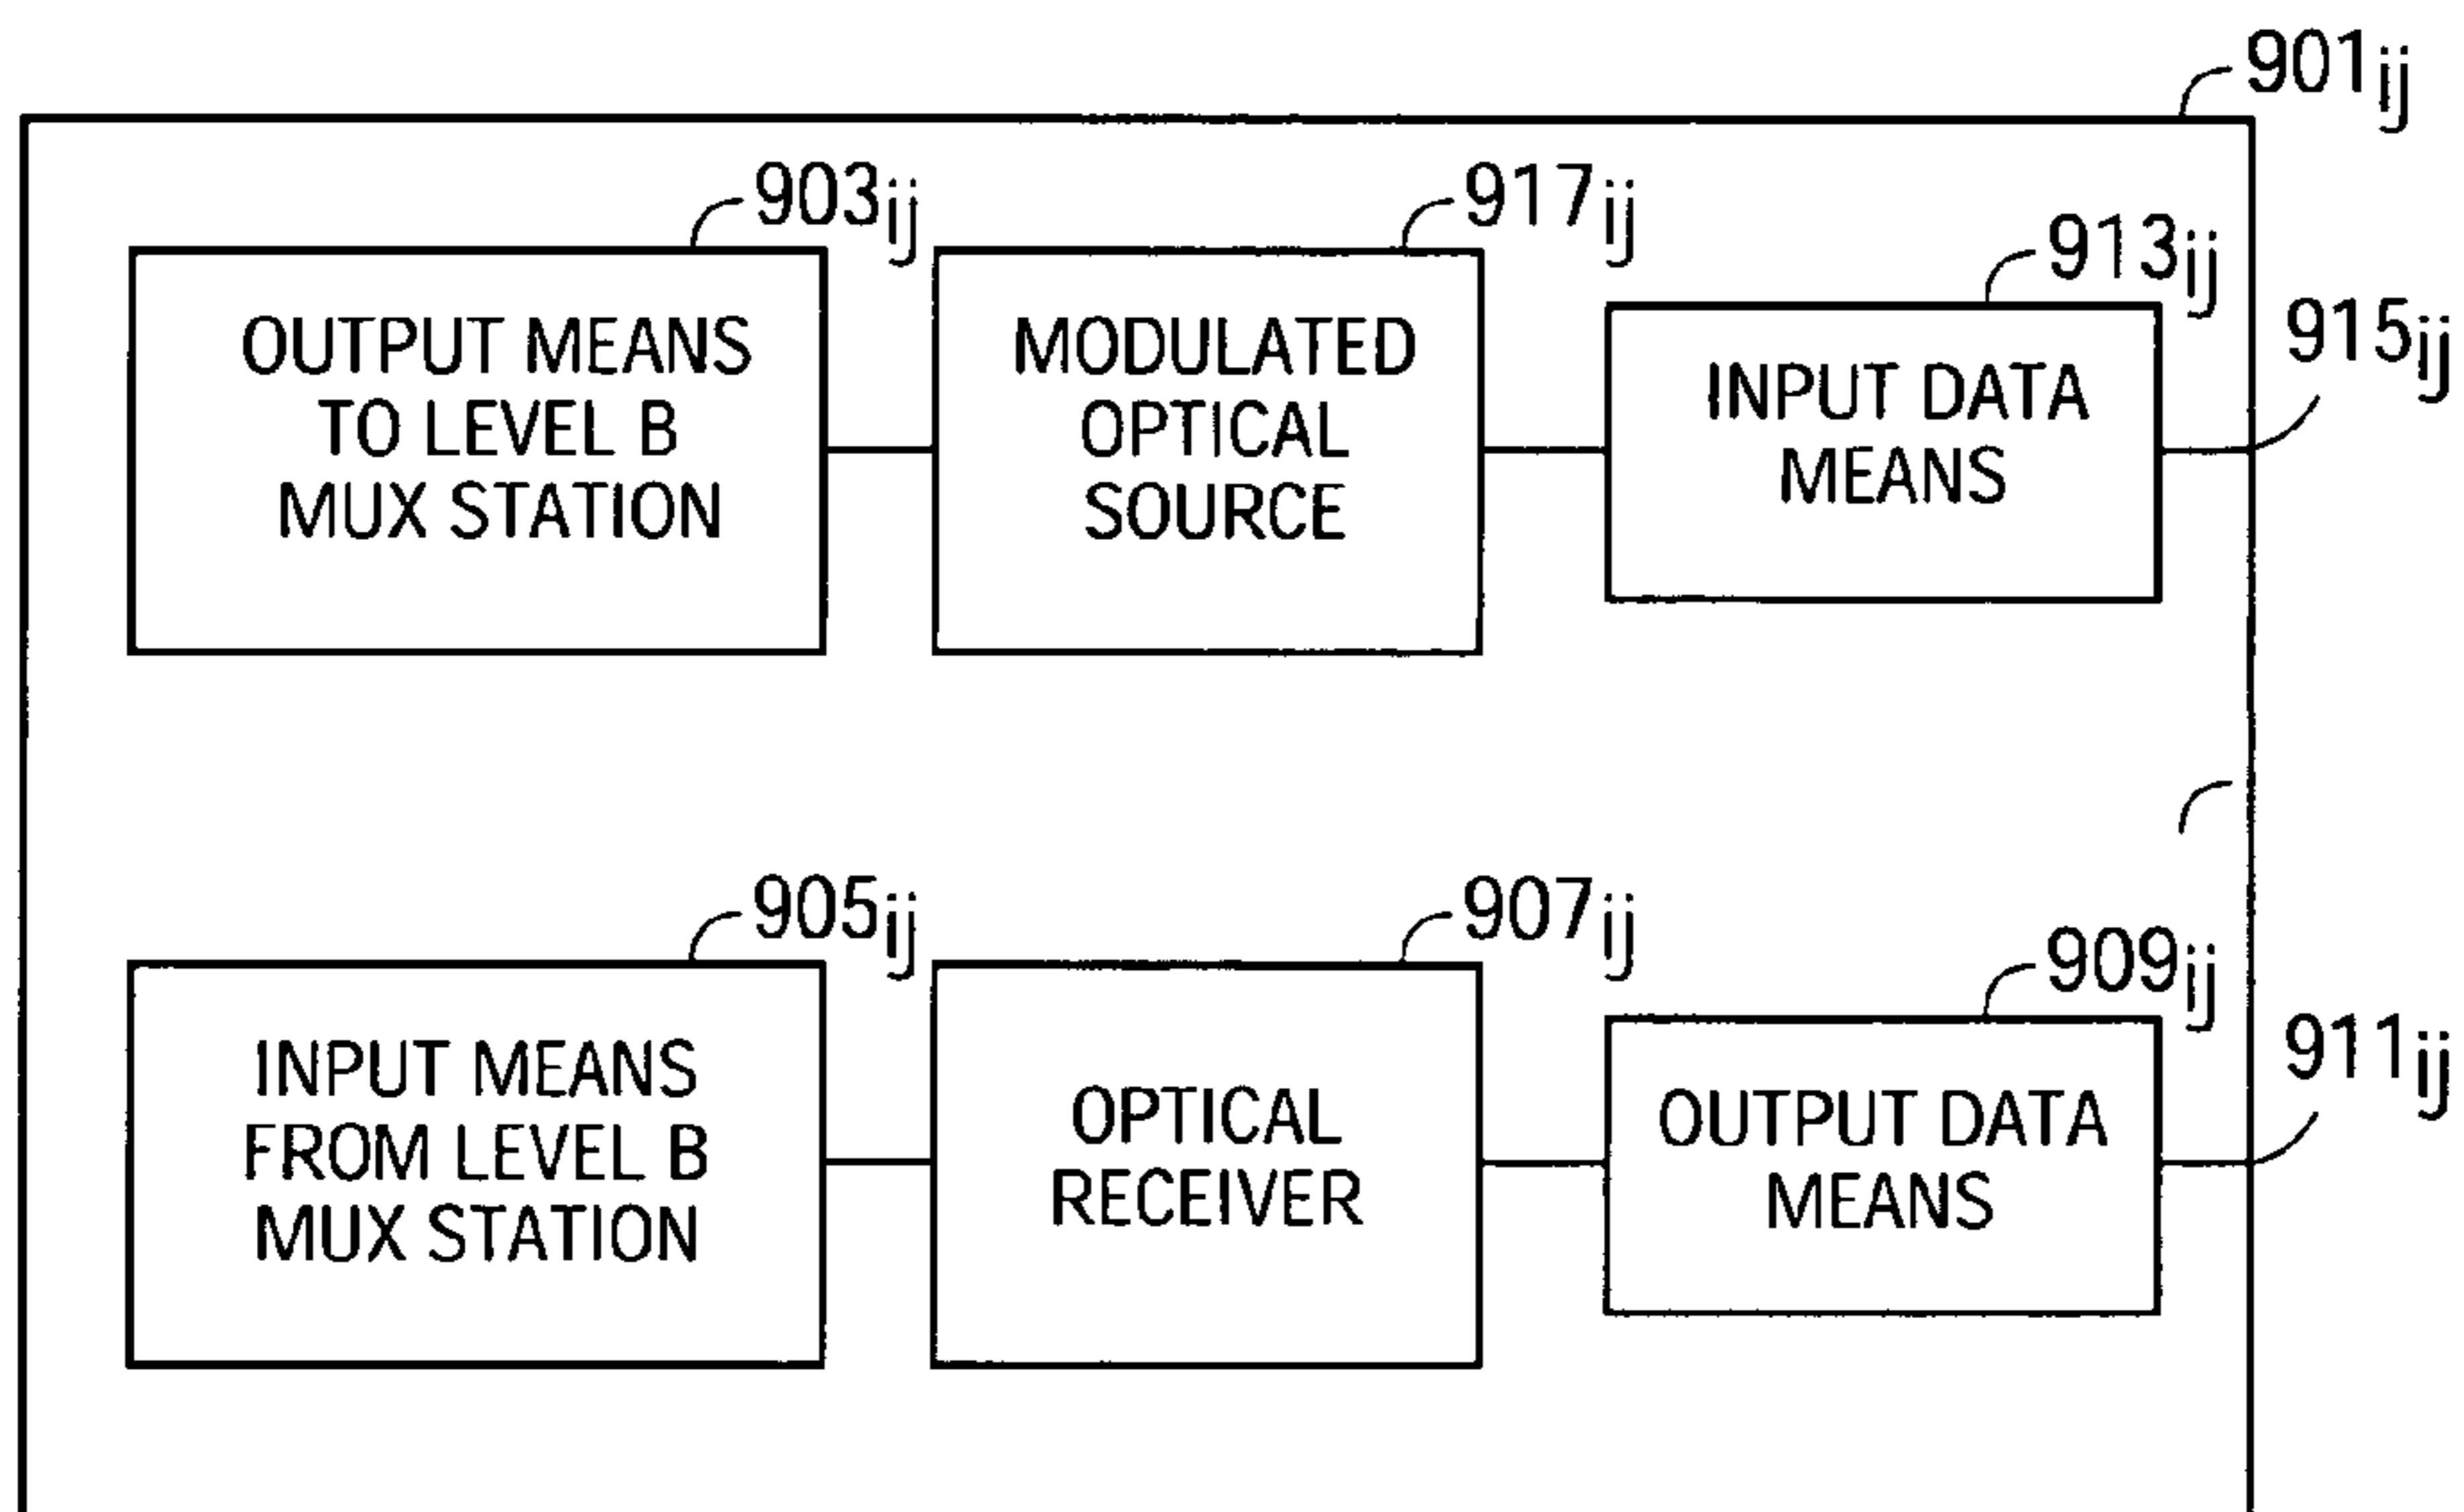 901ij
903ij
917ij
913ij
915ij
OUTPUT MEANS
TO LEVEL B
MUX STATION
MODULATED
OPTICAL
SOURCE
INPUT DATA
MEANS
905ij
907ij
909ij
911ij
INPUT MEANS
FROM LEVEL B
MUX STATION
OPTICAL
RECEIVER
OUTPUT DATA
MEANS